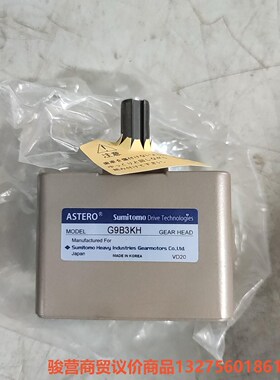 注意
ASTERO® Sumitomo Drive Technologies
MODEL G9B3KH GEAR HEAD
Manufactured For
Sumitomo Heavy Industries Gearmotors Co.Ltd.
Japan MADE IN KOREA VD20
骏营商贸议价商品13275601861